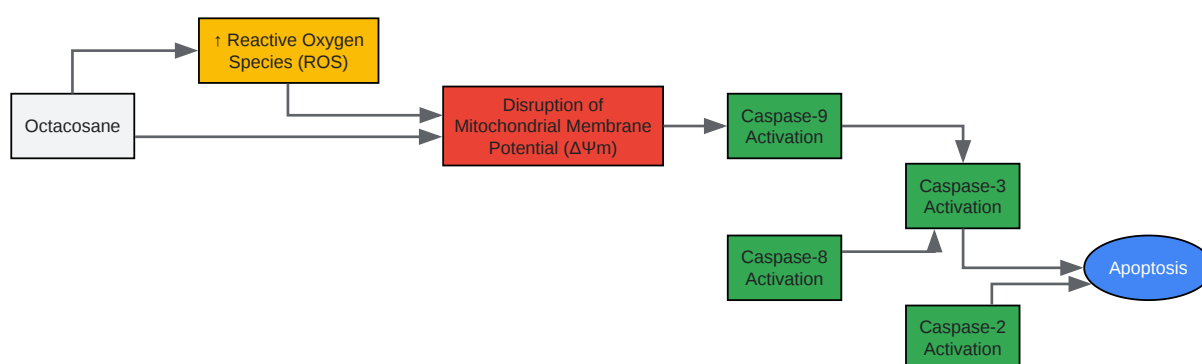 ↑ Reactive Oxygen
Species (ROS)
Octacosane
Disruption of
Mitochondrial Membrane
Potential (ΔΨm)
Caspase-9
Activation
Caspase-3
Activation
Caspase-8
Activation
Apoptosis
Caspase-2
Activation